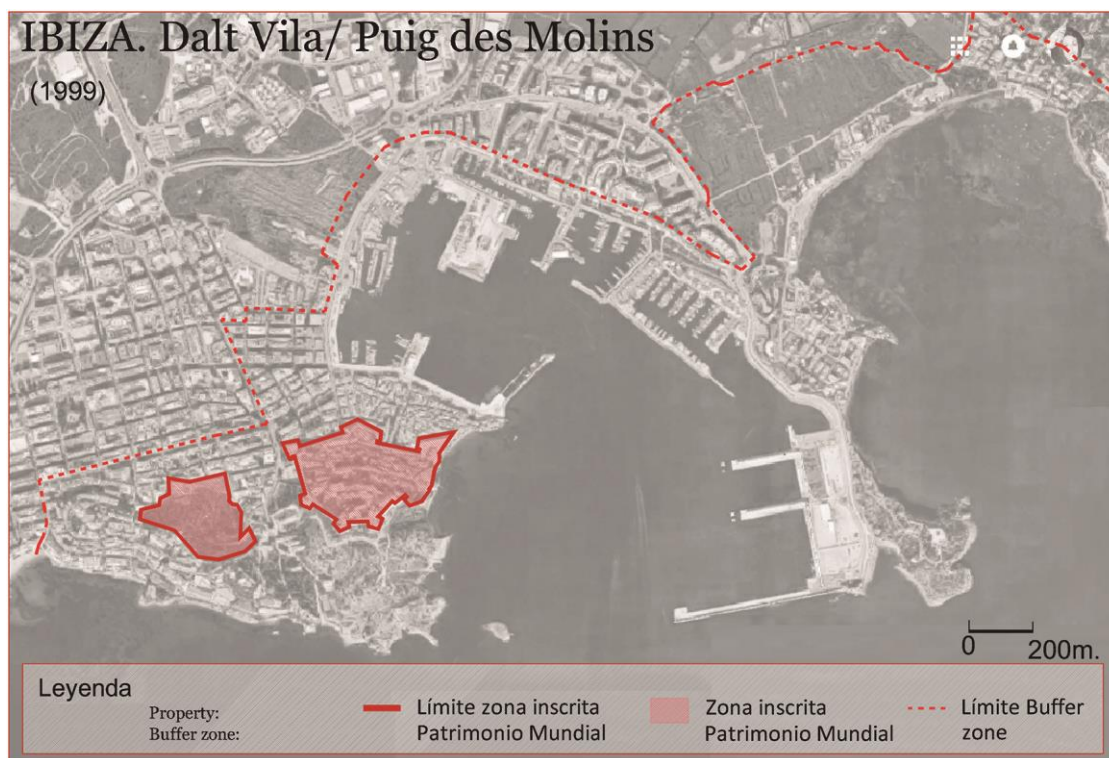 IBIZA. Dalt Vila/ Puig des Molins
(1999)
0 200m.
Leyenda
Property:
Buffer zone:
Límite zona inscrita
Patrimonio Mundial
Zona inscrita
Patrimonio Mundial
Límite Buffer
zone